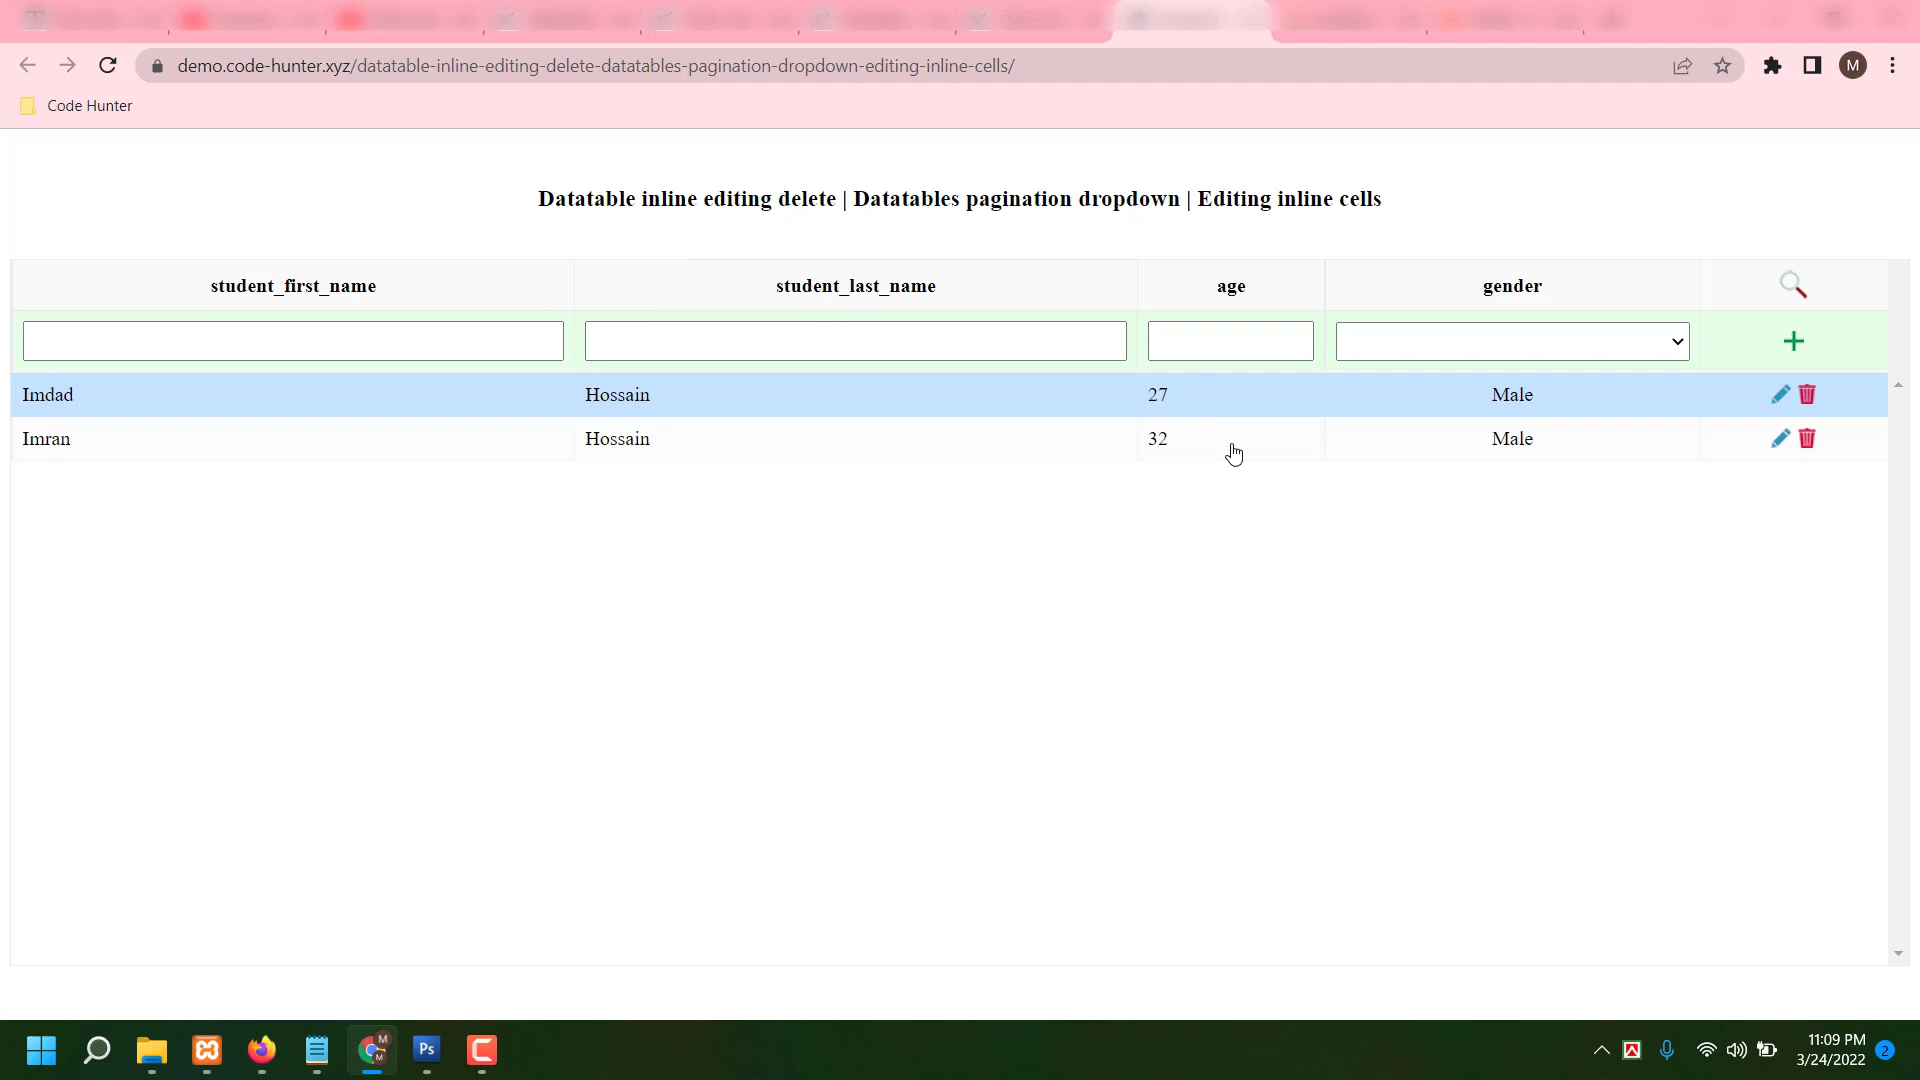 demo.code-hunter.xyz/datatable-inline-editing-delete-datatables-pagination-dropdown-editing-inline-cells/
M
Code Hunter
Datatable inline editing delete | Datatables pagination dropdown | Editing inline cells
student_first_name student_last_name age gender
Imdad Hossain 27 Male
Imran Hossain 32 Male
M
M
Ps
11:09 PM
3/24/2022
2